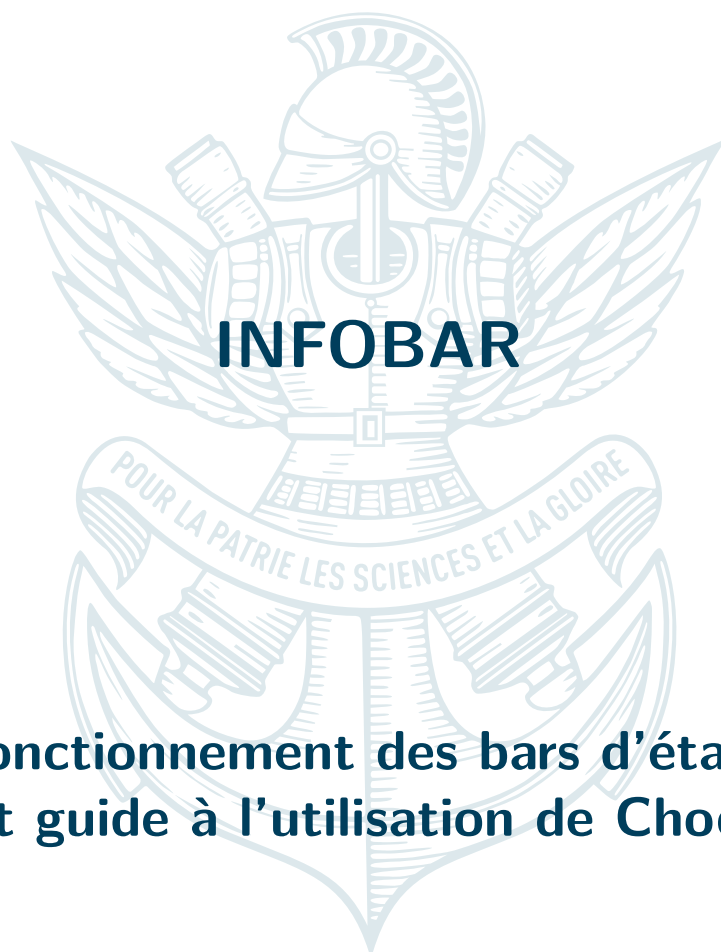 INFOBAR
POUR LA PATRIE LES SCIENCES ET LA GLOIRE
onctionnement des bars d'éta
t guide à l'utilisation de Cho